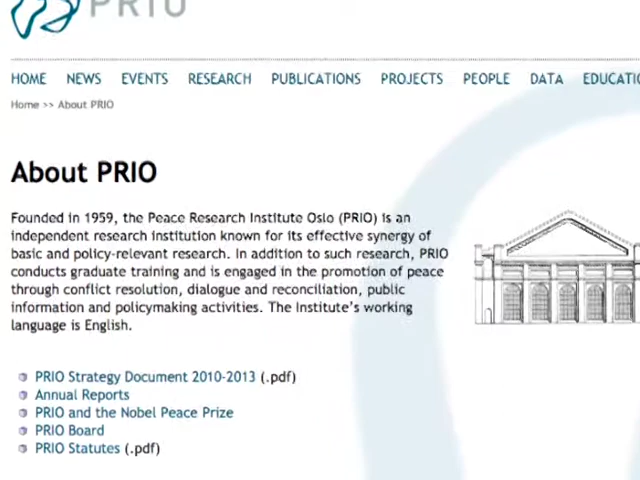 PRIO
HOME NEWS EVENTS RESEARCH PUBLICATIONS PROJECTS PEOPLE DATA
Home >> About PRIO
About PRIO
Founded in 1959, the Peace Research Institute Oslo (PRIO) is an
independent research institution known for its effective synergy of
basic and policy-relevant research. In addition to such research, PRIO
conducts graduate training and is engaged in the promotion of peace
through conflict resolution, dialogue and reconciliation, public
information and policymaking activities. The Institute's working
language is English.
PRIO Strategy Document 2010-2013 (.pdf)
Annual Reports
PRIO and the Nobel Peace Prize
PRIO Board
PRIO Statutes (.pdf)